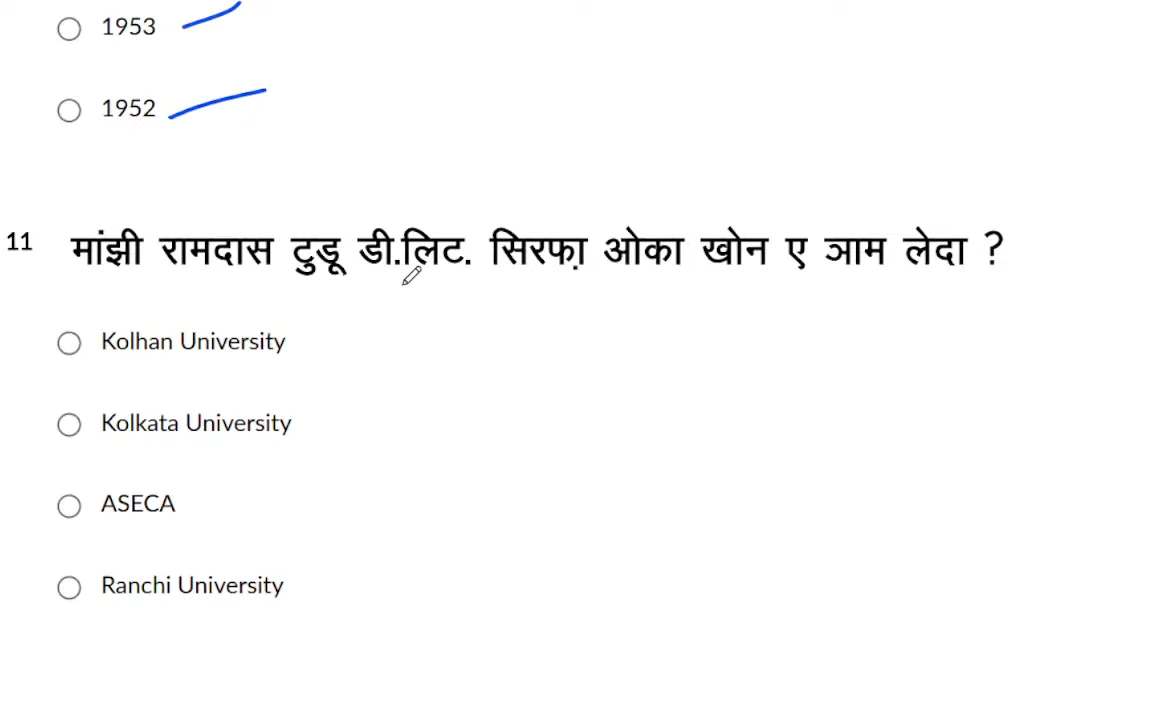 1953
1952
11 मांझी रामदास टुडू डी.लिट. सिरफा़ ओका खोन ए ञाम लेदा ?
Kolhan University
Kolkata University
ASECA
Ranchi University